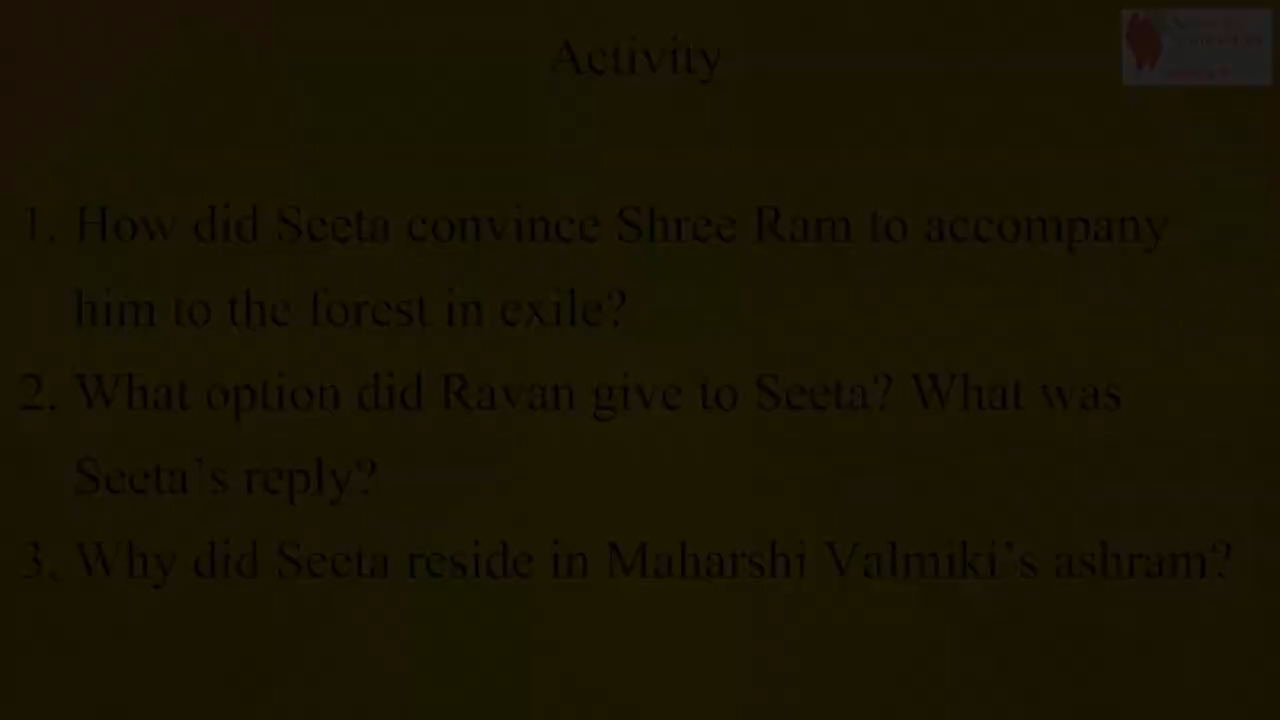 Activity
1. How did Seeta convince Shree Ram to accompany
him to the forest in exile?
2. What option did Ravan give to Seeta? What was
Seeta's reply?
3. Why did Seeta reside in Maharshi Valmiki's ashram?